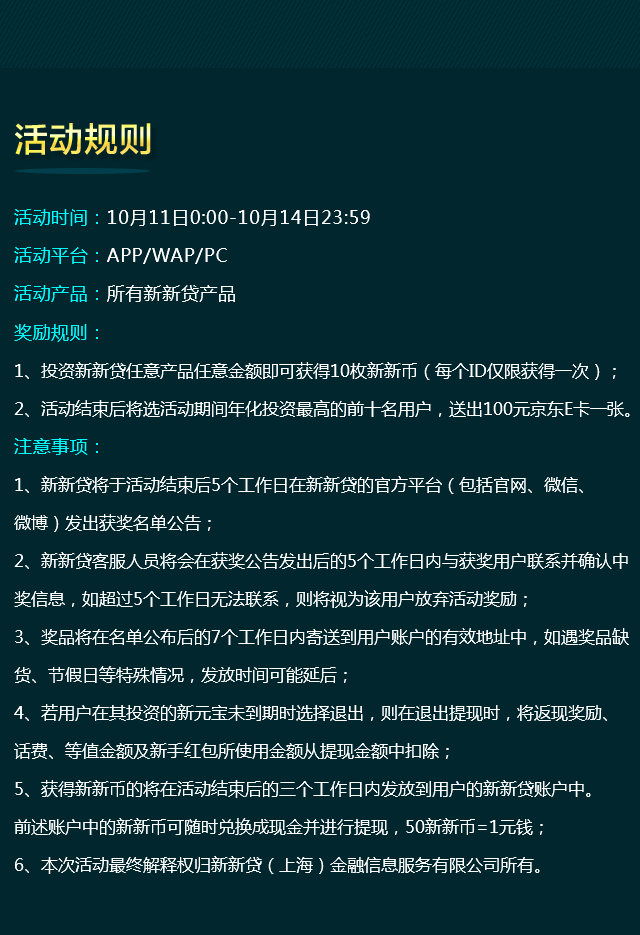 活动规则
活动时间：10月11日0:00-10月14日23:59
活动平台：APP/WAP/PC
活动产品：所有新新贷产品
奖励规则：
1、投资新新贷任意产品任意金额即可获得10枚新新币（每个ID仅限获得一次）；
2、活动结束后将选活动期间年化投资最高的前十名用户，送出100元京东E卡一张。
注意事项：
1、新新贷将于活动结束后5个工作日在新新贷的官方平台（包括官网、微信、
微博）发出获奖名单公告；
2、新新贷客服人员将会在获奖公告发出后的5个工作日内与获奖用户联系并确认中
奖信息，如超过5个工作日无法联系，则将视为该用户放弃活动奖励；
3、奖品将在名单公布后的7个工作日内寄送到用户账户的有效地址中，如遇奖品缺
货、节假日等特殊情况，发放时间可能延后；
4、若用户在其投资的新元宝未到期时选择退出，则在退出提现时，将返现奖励、
话费、等值金额及新手红包所使用金额从提现金额中扣除；
5、获得新新币的将在活动结束后的三个工作日内发放到用户的新新贷账户中。
前述账户中的新新币可随时兑换成现金并进行提现，50新新币=1元钱；
6、本次活动最终解释权归新新贷（上海）金融信息服务有限公司所有。